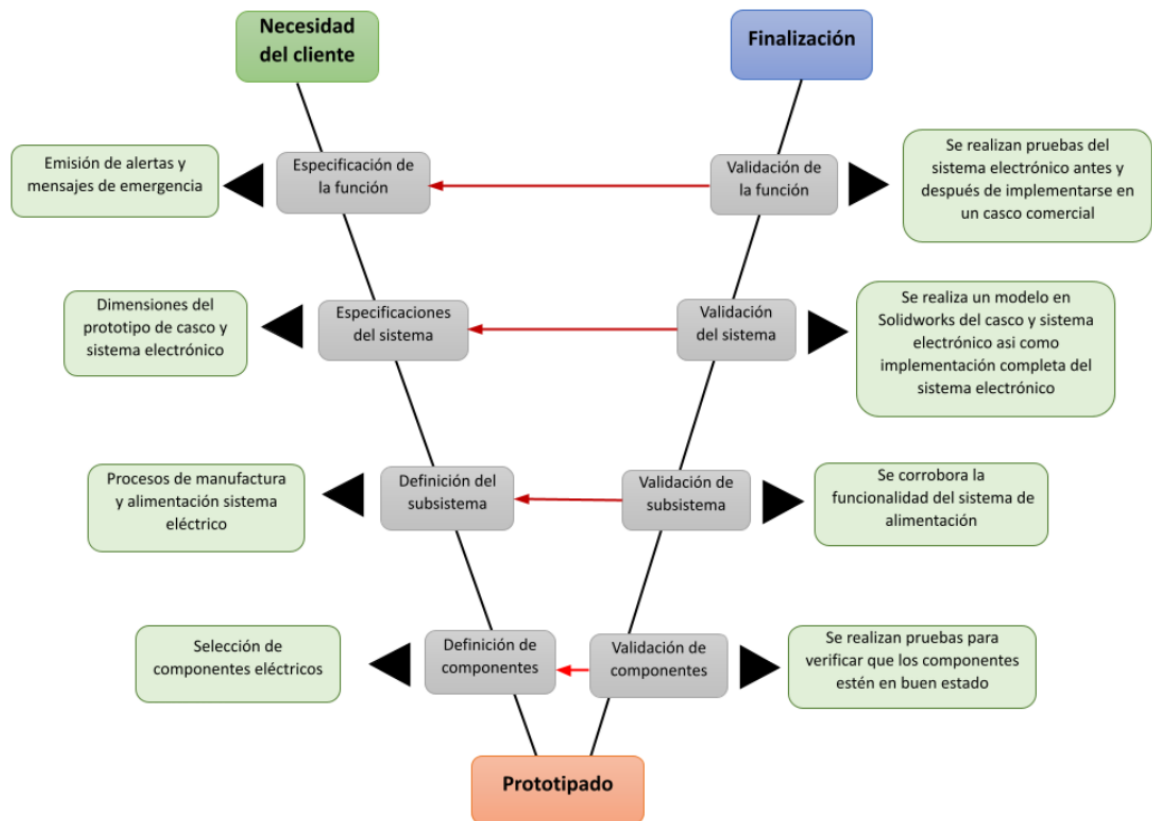 Necesidad
del cliente
Finalización
Emisión de alertas y
mensajes de emergencia
Especificación de
la función
Validación de
la función
Se realizan pruebas del
sistema electrónico antes y
después de implementarse en
un casco comercial
Dimensiones del
prototipo de casco y
sistema electrónico
Especificaciones
del sistema
Validación
del sistema
Se realiza un modelo en
Solidworks del casco y sistema
electrónico asi como
implementación completa del
sistema electrónico
Procesos de manufactura
y alimentación sistema
eléctrico
Definición del
subsistema
Validación de
subsistema
Se corrobora la
funcionalidad del sistema de
alimentación
Selección de
componentes eléctricos
Definición de
componentes
Validación de
componentes
Se realizan pruebas para
verificar que los componentes
estén en buen estado
Prototipado